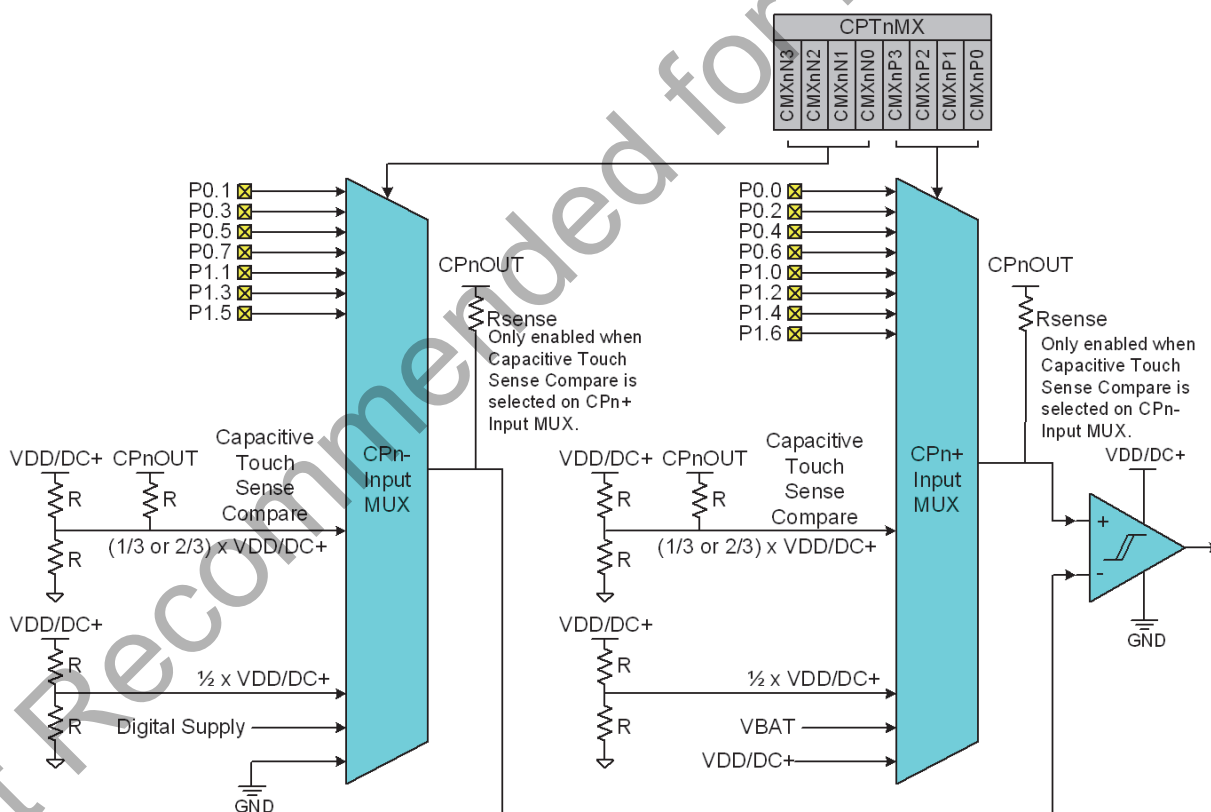 CPTnMX
CMXnN3
CMXnN2
CMXnN1
CMXnN0
CMXnP3
CMXnP2
CMXnP1
CMXnP0
P0.1
P0.3
P0.5
P0.7
P1.1
P1.3
P1.5
CPnOUT
Rsense
Only enabled when
Capacitive Touch
Sense Compare is
selected on CPn+
Input MUX.
P0.0
P0.2
P0.4
P0.6
P1.0
P1.2
P1.4
P1.6
CPnOUT
Rsense
Only enabled when
Capacitive Touch
Sense Compare is
selected on CPn-
Input MUX.
VDD/DC+
CPnOUT
R
R
R
Capacitive
Touch
Sense
Compare
(1/3 or 2/3) x VDD/DC+
CPn-
Input
MUX
VDD/DC+
R
R
½ x VDD/DC+
Digital Supply
GND
VDD/DC+
CPnOUT
R
R
R
Capacitive
Touch
Sense
Compare
(1/3 or 2/3) x VDD/DC+
CPn+
Input
MUX
VDD/DC+
R
R
½ x VDD/DC+
VBAT
VDD/DC+
VDD/DC+
+
-
GND
Recommended for